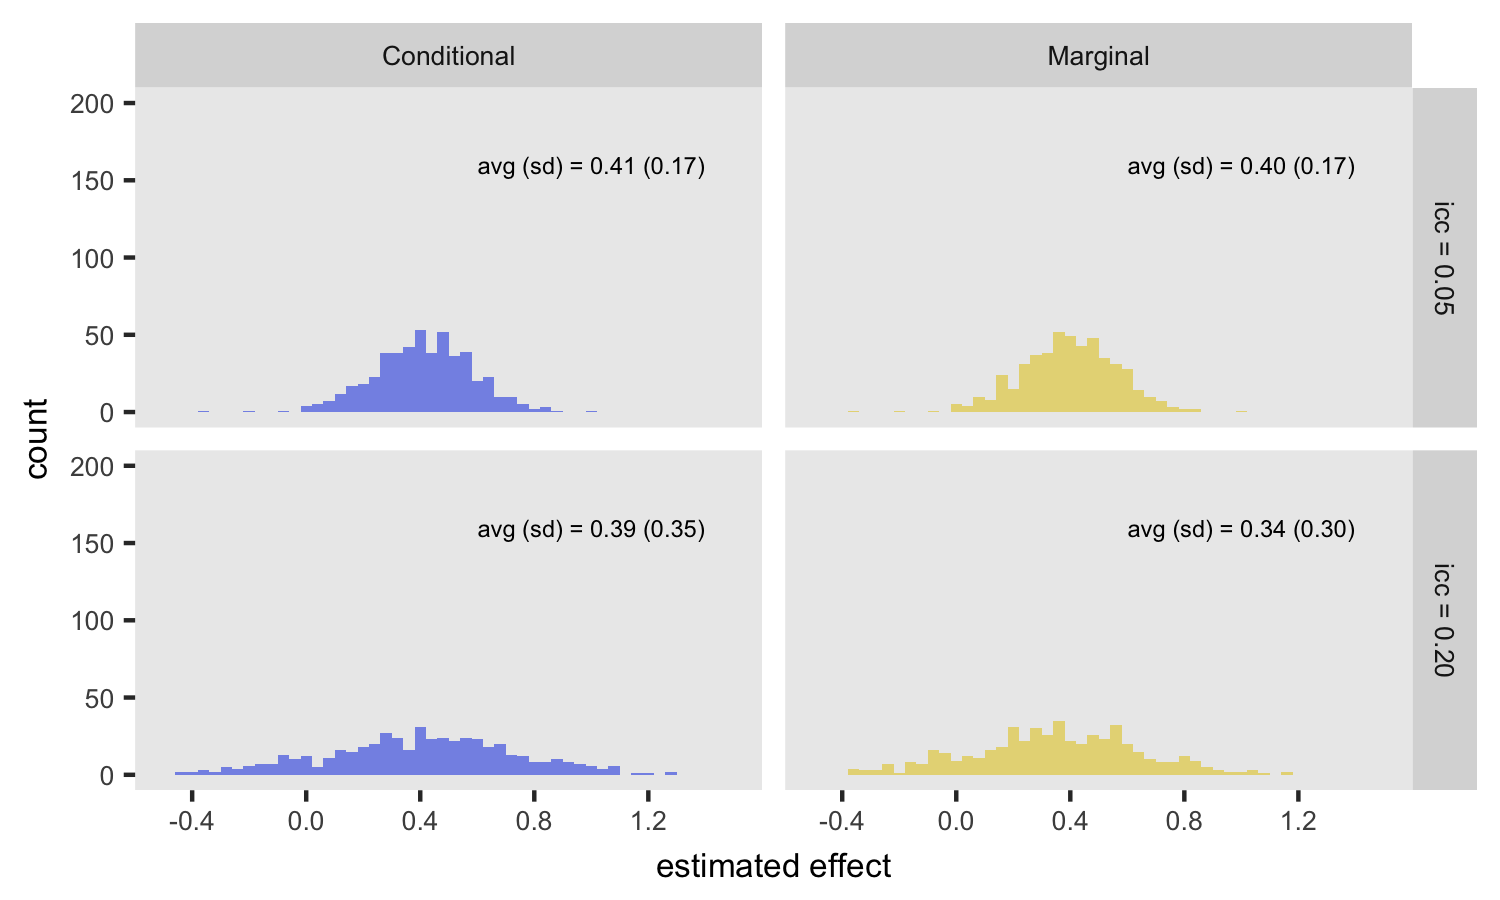 Conditional
Marginal
200
150
100
50
0
avg (sd) = 0.41 (0.17)
avg (sd) = 0.40 (0.17)
icc = 0.05
count
200
150
100
50
0
avg (sd) = 0.39 (0.35)
avg (sd) = 0.34 (0.30)
icc = 0.20
-0.4 0.0 0.4 0.8 1.2
-0.4 0.0 0.4 0.8 1.2
estimated effect